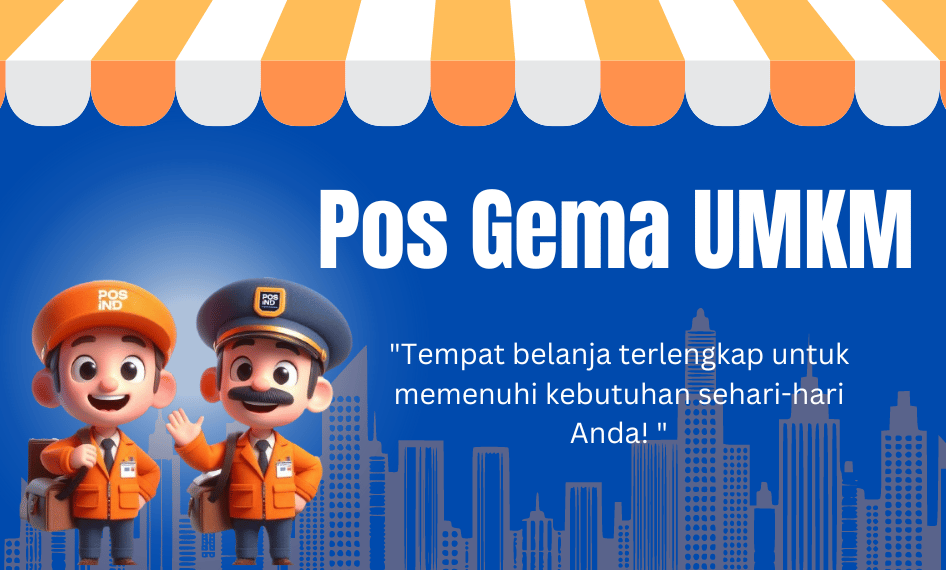 Pos Gema UMKM
POS
IND
POS
IND
"Tempat belanja terlengkap untuk
memenuhi kebutuhan sehari-hari
Anda! "